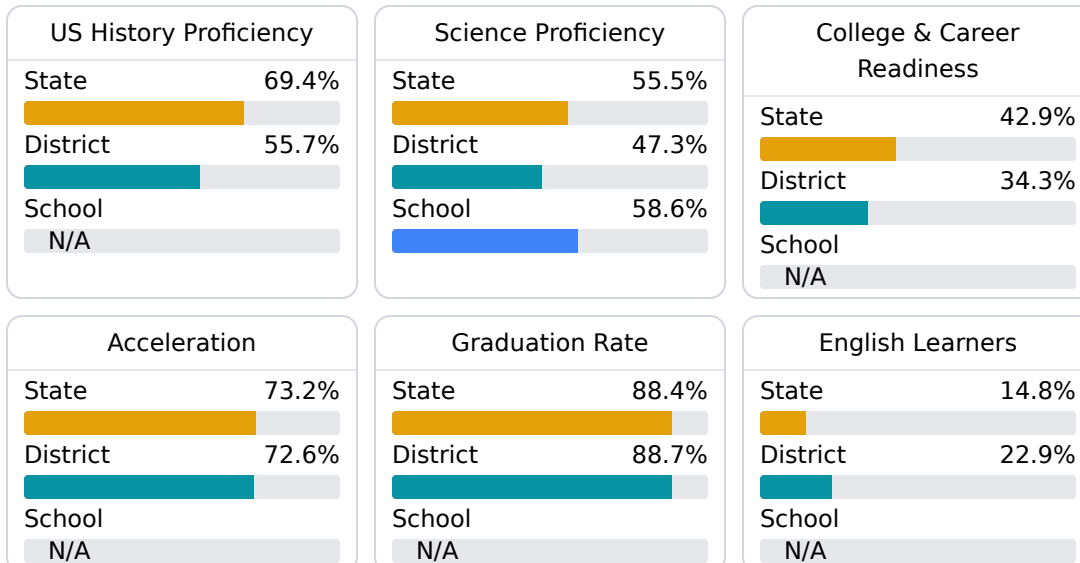 US History Proficiency
State 69.4%
District 55.7%
School
N/A
Science Proficiency
State 55.5%
District 47.3%
School 58.6%
College & Career
Readiness
State 42.9%
District 34.3%
School
N/A
Acceleration
State 73.2%
District 72.6%
School
N/A
Graduation Rate
State 88.4%
District 88.7%
School
N/A
English Learners
State 14.8%
District 22.9%
School
N/A